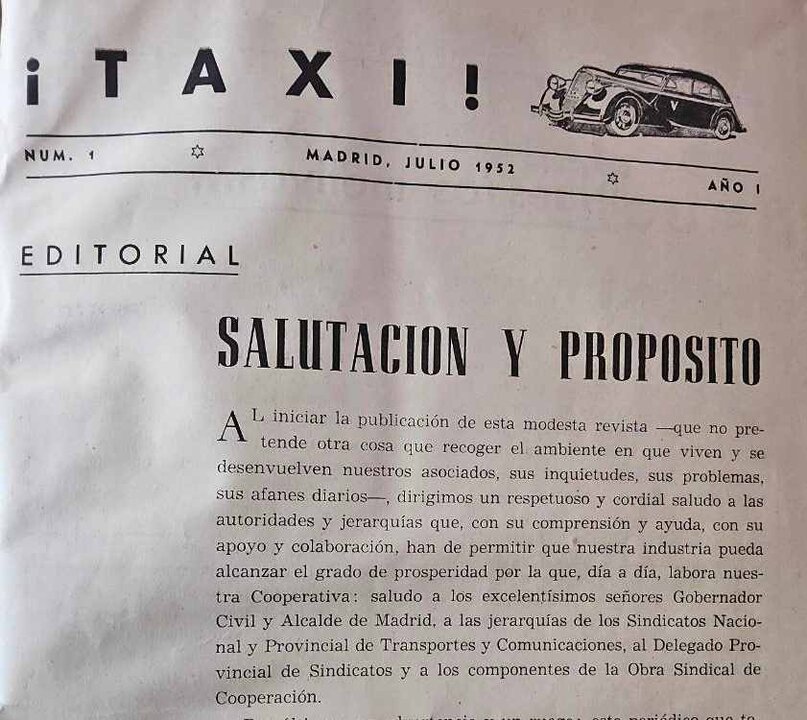 ¡TAXI!
NUM. 1 MADRID, JULIO 1952 AÑO I
EDITORIAL
SALUTACION Y PROPOSITO
AL iniciar la publicación de esta modesta revista —que no pre-
tende otra cosa que recoger el ambiente en que viven y se
desenvuelven nuestros asociados, sus inquietudes, sus problemas,
sus afanes diarios—, dirigimos un respetuoso y cordial saludo a las
autoridades y jerarquías que, con su comprensión y ayuda, con su
apoyo y colaboración, han de permitir que nuestra industria pueda
alcanzar el grado de prosperidad por la que, día a día, labora nues-
tra Cooperativa: saludo a los excelentísimos señores Gobernador
Civil y Alcalde de Madrid, a las jerarquías de los Sindicatos Nacio-
nal y Provincial de Transportes y Comunicaciones, al Delegado Pro-
vincial de Sindicatos y a los componentes de la Obra Sindical de
Cooperación.